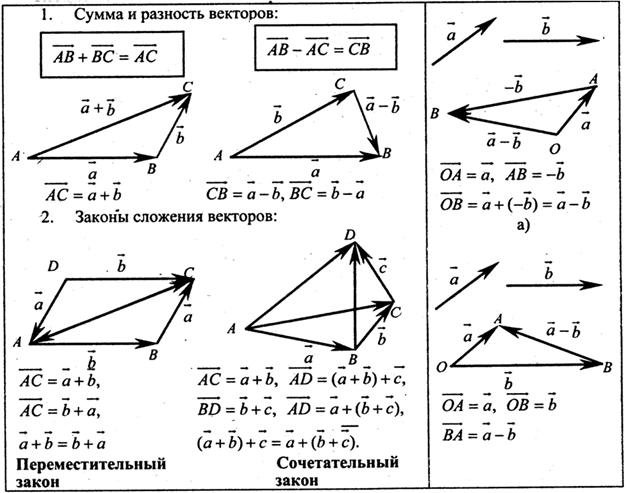 1. Сумма и разность векторов:
AB + BC = AC
AB − AC = CB
A B C a⃗ b⃗ a⃗+b⃗
A B C b⃗ a⃗ a⃗−b⃗
AC = a⃗+b⃗
CB = a⃗−b⃗, BC = b⃗−a⃗
2. Законы сложения векторов:
D b⃗ C a⃗ a⃗ A b⃗ B
D c⃗ C A a⃗ B b⃗
AC = a⃗+b⃗,
AC = b⃗+a⃗,
a⃗+b⃗ = b⃗+a⃗
Переместительный
закон
AC = a⃗+b⃗, AD = (a⃗+b⃗)+c⃗,
BD = b⃗+c⃗, AD = a⃗+(b⃗+c⃗),
(a⃗+b⃗)+c⃗ = a⃗+(b⃗+c⃗).
Сочетательный
закон
a⃗ b⃗
−b⃗ A B a⃗−b⃗ a⃗ O
OA = a⃗, AB = −b⃗
OB = a⃗+(−b⃗) = a⃗−b⃗
а)
a⃗ b⃗
A a⃗ a⃗−b⃗ O b⃗ B
OA = a⃗, OB = b⃗
BA = a⃗−b⃗